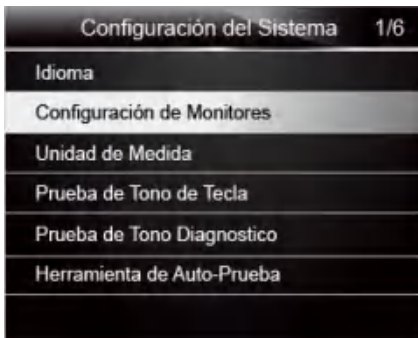 Configuración del Sistema 1/6
Idioma
Configuración de Monitores
Unidad de Medida
Prueba de Tono de Tecla
Prueba de Tono Diagnostico
Herramienta de Auto-Prueba